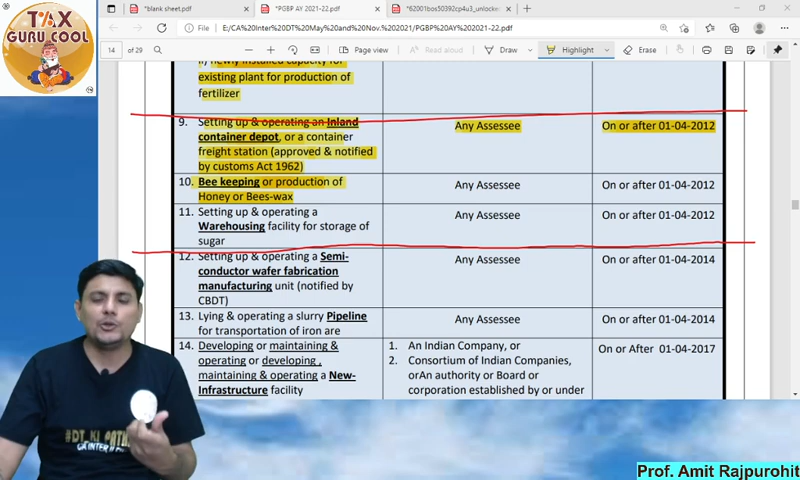 TAX
GURU COOL
*blank sheet.pdf
*PGBP AY 2021-22.pdf
*62001bos50392cp4u3_unlocked
File
E:/CA%20Inter%20DT%20May%20and%20Nov.%202021/PGBP%20AY%202021-22.pdf
14 of 29
Page view
Draw
Highlight
Erase
ii) newly installed capacity for
existing plant for production of
fertilizer
9. Setting up & operating an Inland
container depot, or a container
freight station (approved & notified
by customs Act 1962)
Any Assessee
On or after 01-04-2012
10. Bee keeping or production of
Honey or Bees-wax
Any Assessee
On or after 01-04-2012
11. Setting up & operating a
Warehousing facility for storage of
sugar
Any Assessee
On or after 01-04-2012
12. Setting up & operating a Semi-
conductor wafer fabrication
manufacturing unit (notified by
CBDT)
Any Assessee
On or after 01-04-2014
13. Lying & operating a slurry Pipeline
for transportation of iron are
Any Assessee
On or after 01-04-2014
14. Developing or maintaining &
operating or developing ,
maintaining & operating a New-
Infrastructure facility
1. An Indian Company, or
2. Consortium of Indian Companies,
orAn authority or Board or
corporation established by or under
On or After 01-04-2017
Prof. Amit Rajpurohit